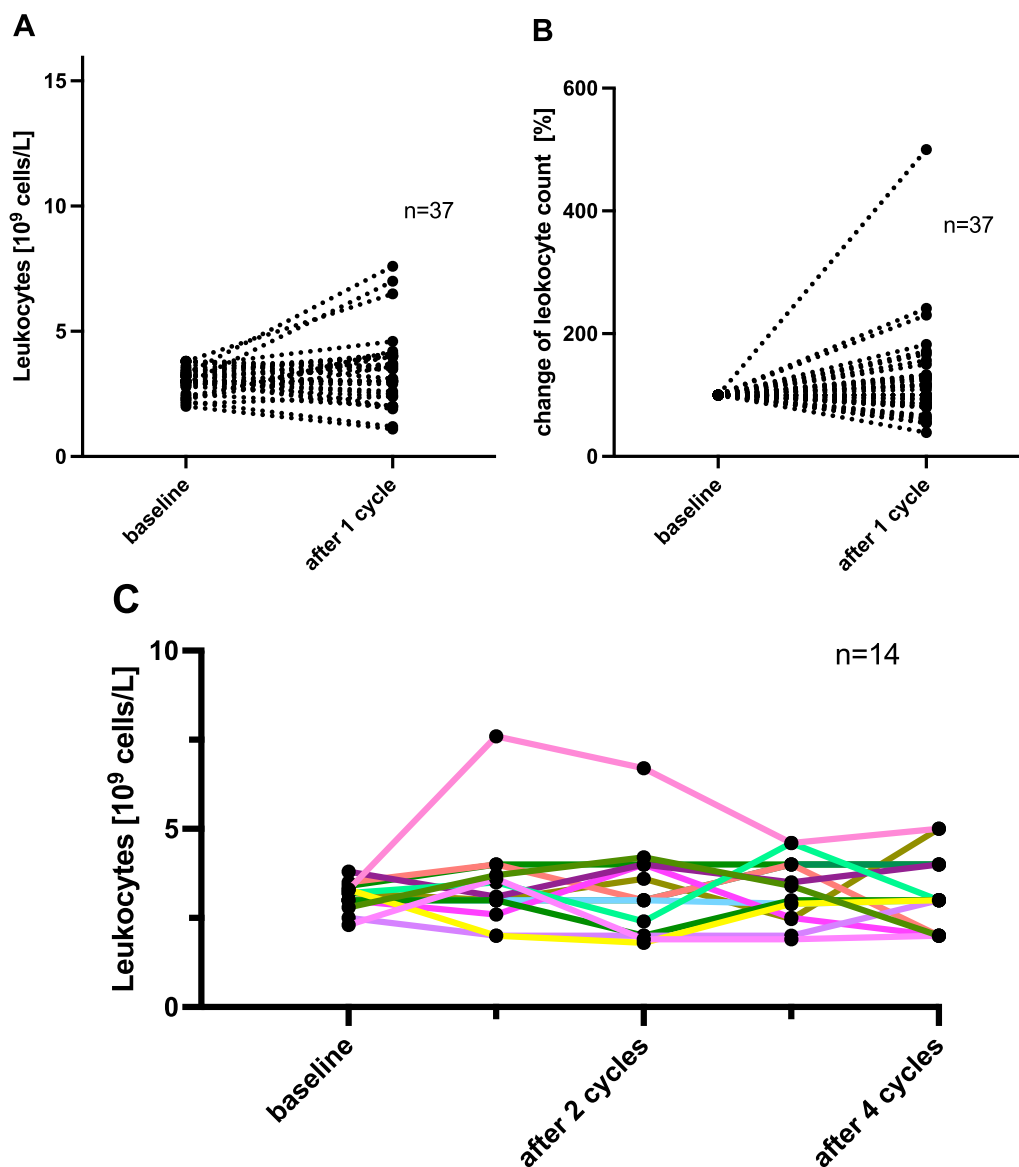 A
Leukocytes [10⁹ cells/L]
15
10
5
0
n=37
baseline
after 1 cycle
B
change of leokocyte count [%]
600
400
200
0
n=37
baseline
after 1 cycle
C
Leukocytes [10⁹ cells/L]
10
5
0
n=14
baseline
after 2 cycles
after 4 cycles